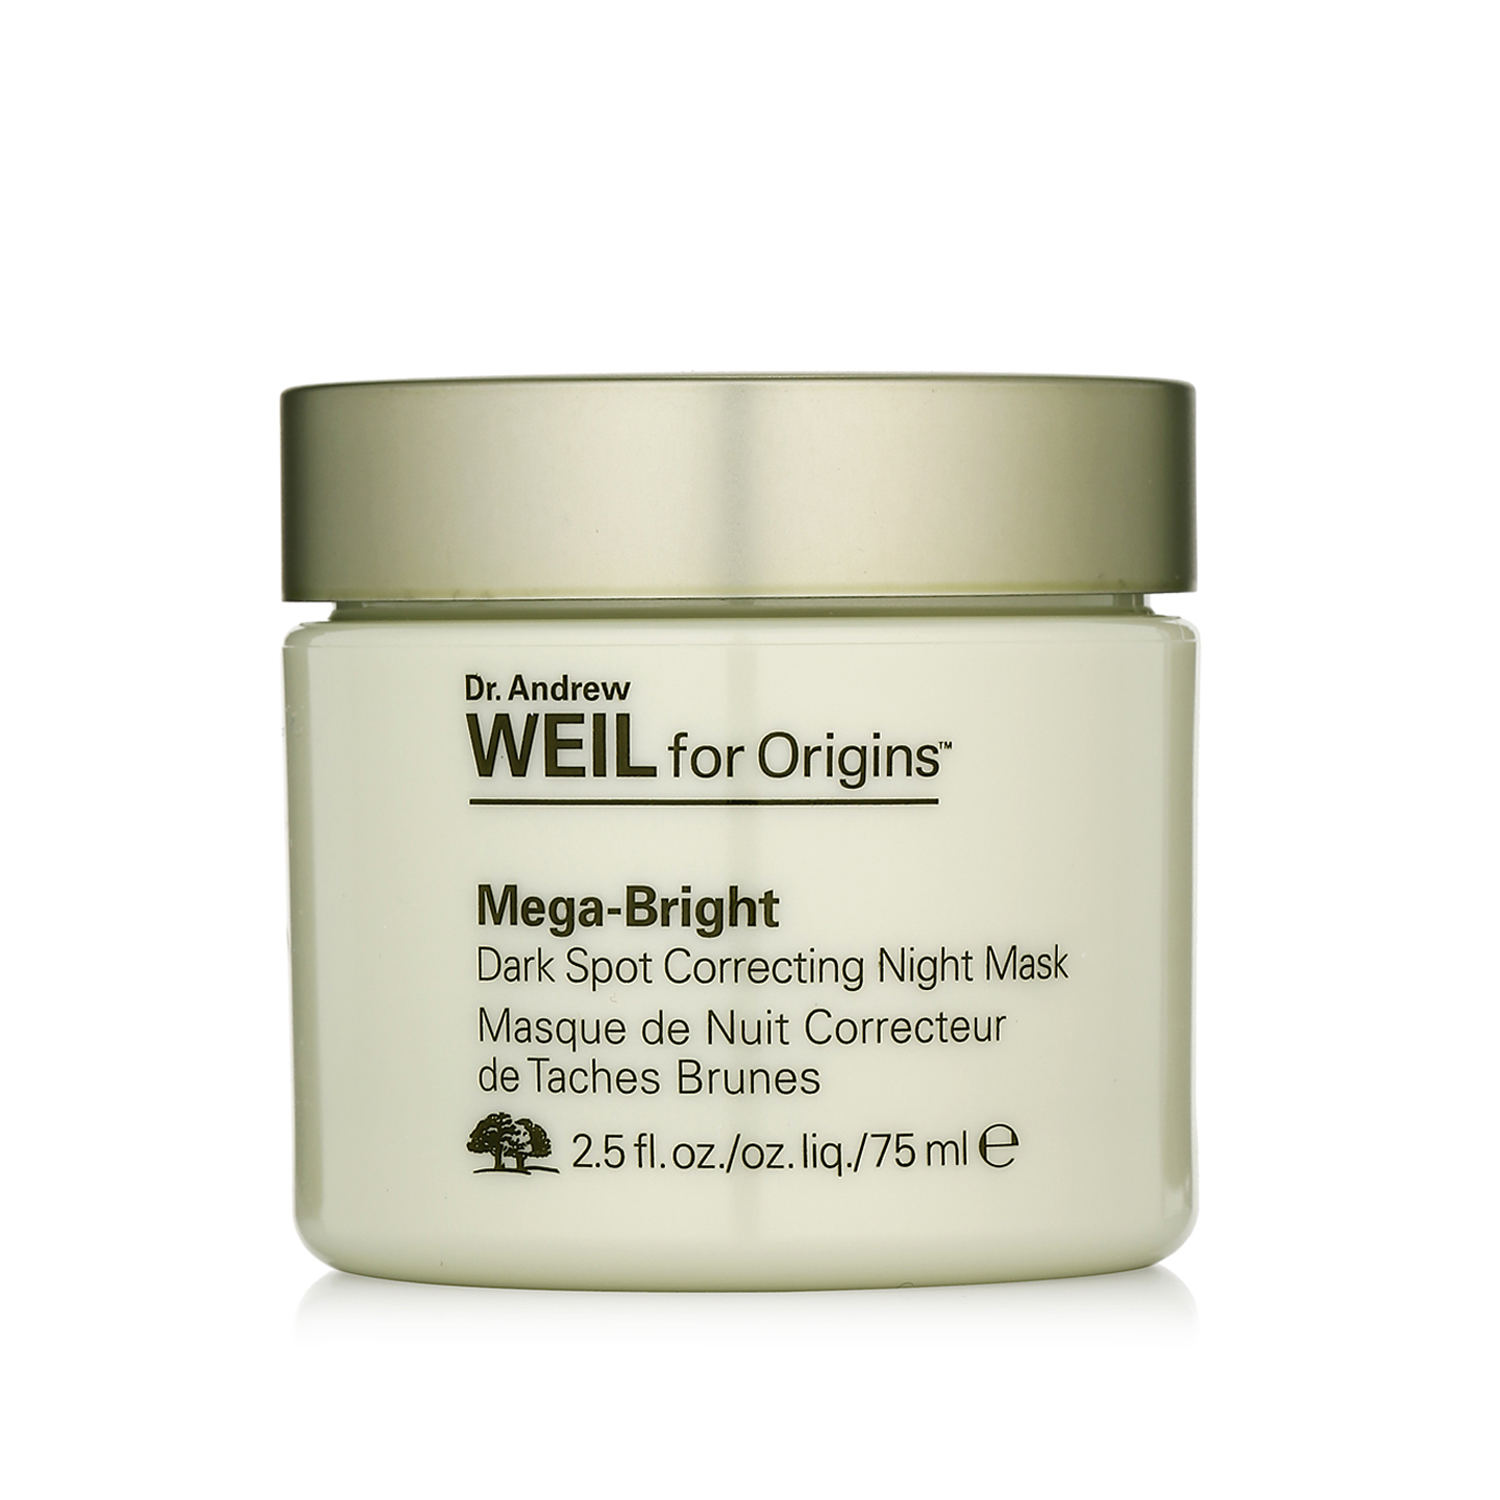 Dr. Andrew
WEIL for Origins™
Mega-Bright
Dark Spot Correcting Night Mask
Masque de Nuit Correcteur
de Taches Brunes
2.5 fl. oz./oz. liq./75 ml ℮